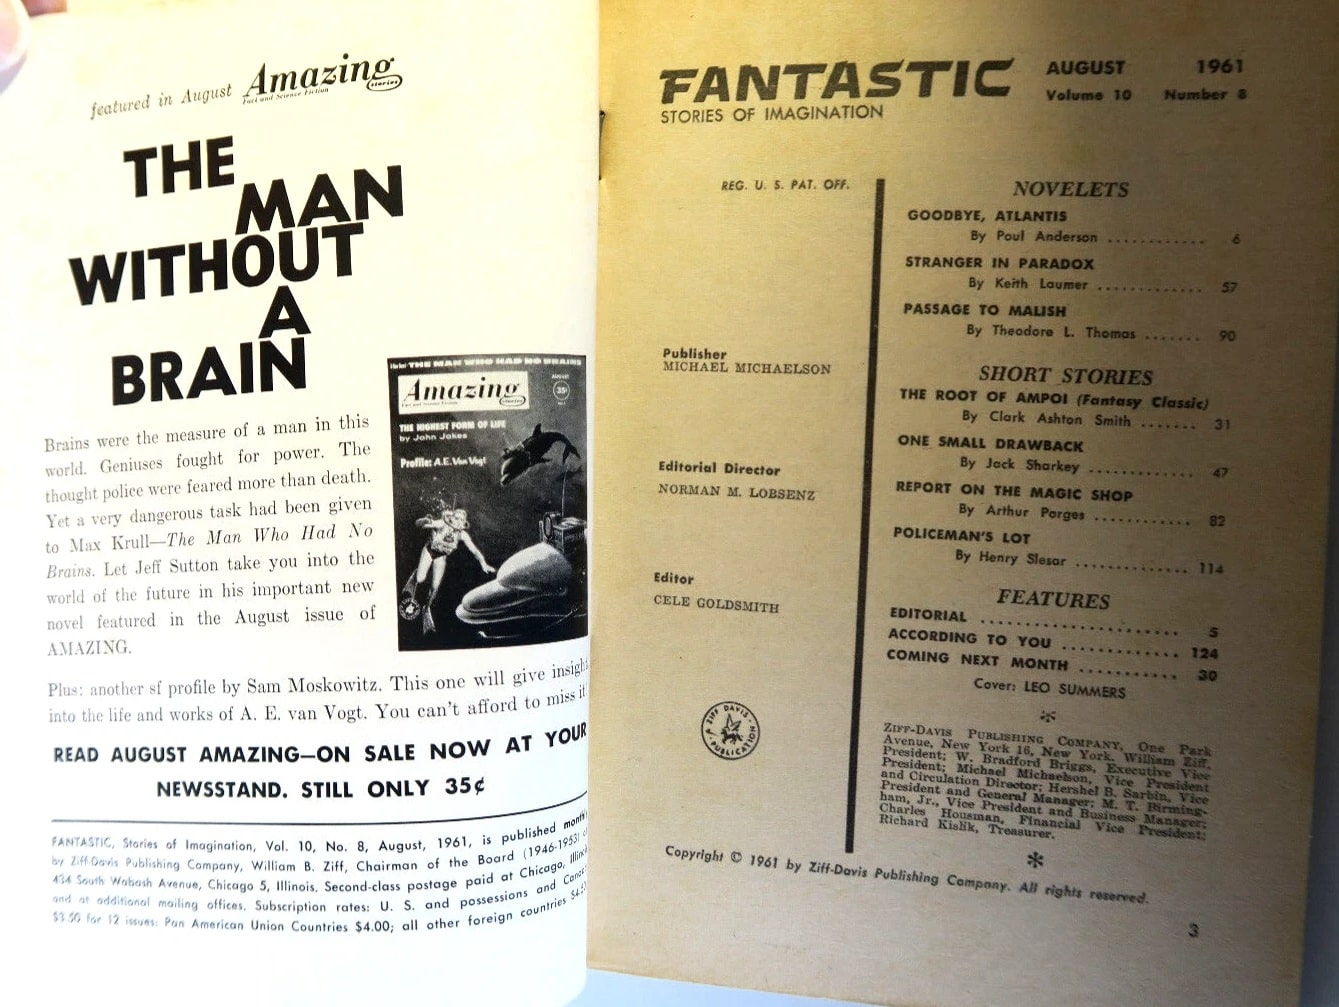 featured in August Amazing stories
Fact and Science Fiction
THE
MAN
WITHOUT
A
BRAIN
Brains were the measure of a man in this
world. Geniuses fought for power. The
thought police were feared more than death.
Yet a very dangerous task had been given
to Max Krull—The Man Who Had No
Brains. Let Jeff Sutton take you into the
world of the future in his important new
novel featured in the August issue of
AMAZING.
THE MAN WHO HAD NO BRAINS
Amazing stories
Fact and Science Fiction
AUGUST
35¢
THE HIGHEST FORM OF LIFE
by John Jakes
Profile: A.E. Van Vogt
Plus: another sf profile by Sam Moskowitz. This one will give insight
into the life and works of A. E. van Vogt. You can't afford to miss it
READ AUGUST AMAZING—ON SALE NOW AT YOUR
NEWSSTAND. STILL ONLY 35¢
FANTASTIC, Stories of Imagination, Vol. 10, No. 8, August, 1961, is published monthly
by Ziff-Davis Publishing Company, William B. Ziff, Chairman of the Board (1946-1953)
434 South Wabash Avenue, Chicago 5, Illinois. Second-class postage paid at Chicago, Illinois
and at additional mailing offices. Subscription rates: U. S. and possessions and Canada
$3.50 for 12 issues; Pan American Union Countries $4.00; all other foreign countries
FANTASTIC
STORIES OF IMAGINATION
AUGUST 1961
Volume 10 Number 8
REG. U. S. PAT. OFF.
Publisher
MICHAEL MICHAELSON
Editorial Director
NORMAN M. LOBSENZ
Editor
CELE GOLDSMITH
ZIFF DAVIS PUBLICATION
NOVELETS
GOODBYE, ATLANTIS
By Poul Anderson ............ 6
STRANGER IN PARADOX
By Keith Laumer ............ 57
PASSAGE TO MALISH
By Theodore L. Thomas ....... 90
SHORT STORIES
THE ROOT OF AMPOI (Fantasy Classic)
By Clark Ashton Smith ....... 31
ONE SMALL DRAWBACK
By Jack Sharkey ............ 47
REPORT ON THE MAGIC SHOP
By Arthur Porges ............ 82
POLICEMAN'S LOT
By Henry Slesar .............. 114
FEATURES
EDITORIAL ........................ 5
ACCORDING TO YOU ............. 124
COMING NEXT MONTH ........... 30
Cover: LEO SUMMERS
ZIFF-DAVIS PUBLISHING COMPANY, One Park
Avenue, New York 16, New York. William Ziff,
President; W. Bradford Briggs, Executive Vice
President; Michael Michaelson, Vice President
and Circulation Director; Hershel B. Sarbin, Vice
President and General Manager; M. T. Birming-
ham, Jr., Vice President and Business Manager;
Charles Housman, Financial Vice President;
Richard Kislik, Treasurer.
Copyright © 1961 by Ziff-Davis Publishing Company. All rights reserved.
3